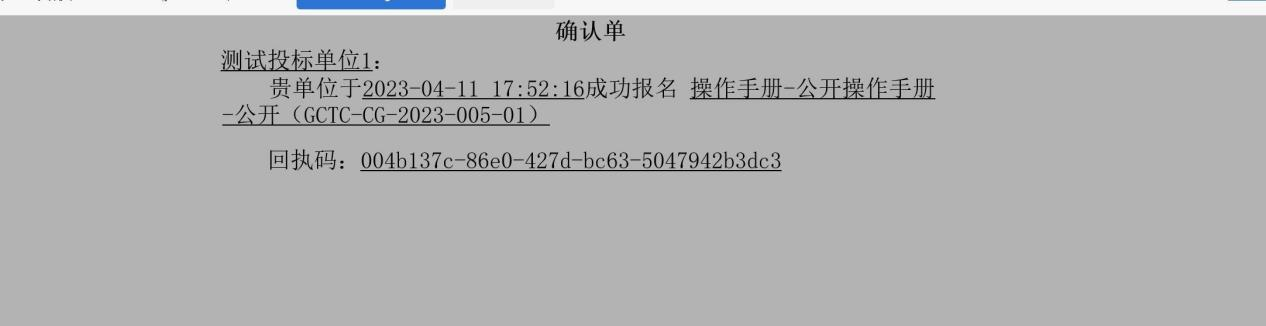 确认单
测试投标单位1：
贵单位于2023-04-11 17:52:16成功报名 操作手册-公开操作手册
-公开（GCTC-CG-2023-005-01）
回执码：004b137c-86e0-427d-bc63-5047942b3dc3